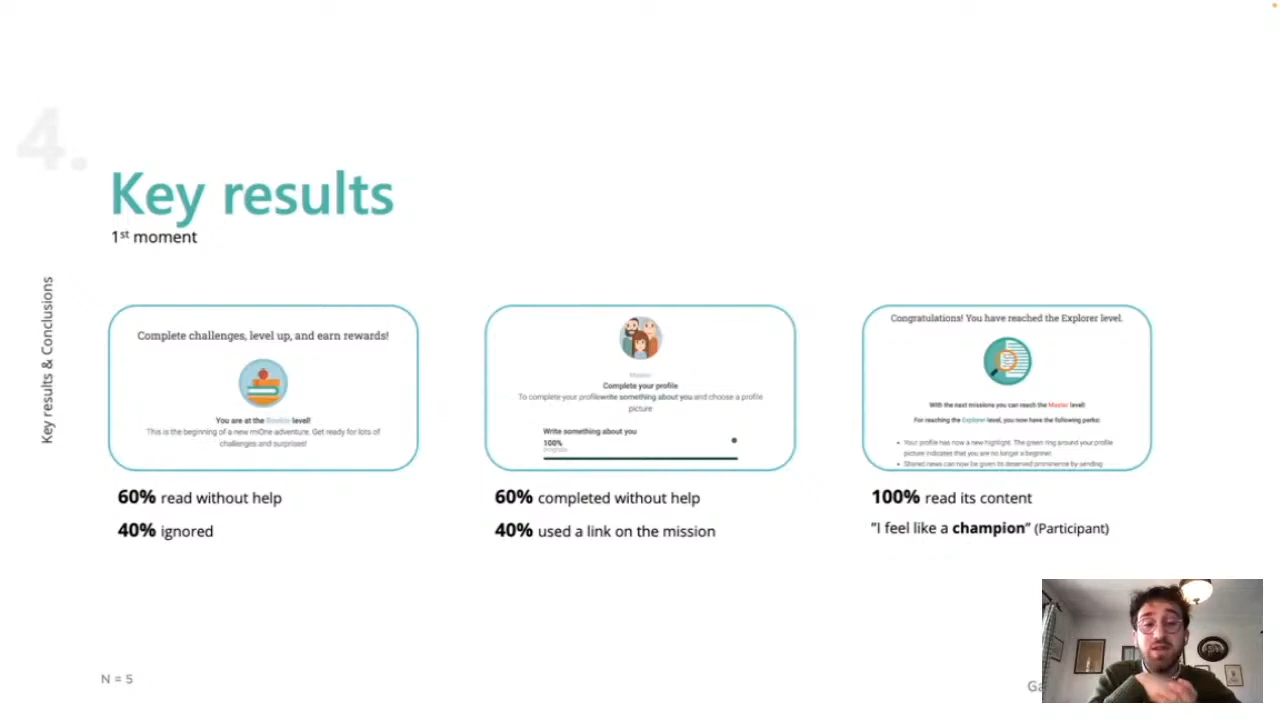 4.
Key results
1st moment
Key results & Conclusions
Complete challenges, level up, and earn rewards!
You are at the Rookie level!
This is the beginning of a new miOne adventure. Get ready for lots of
challenges and surprises!
60% read without help
40% ignored
Mission
Complete your profile
To complete your profilewrite something about you and choose a profile
picture
Write something about you
100%
60% completed without help
40% used a link on the mission
Congratulations! You have reached the Explorer level.
With the next missions you can reach the Master level!
For reaching the Explorer level, you now have the following perks:
• Your profile has now a new highlight. The green ring around your profile
picture indicates that you are no longer a beginner.
• Shared news can now be given its deserved prominence by sending
100% read its content
"I feel like a champion" (Participant)
N = 5